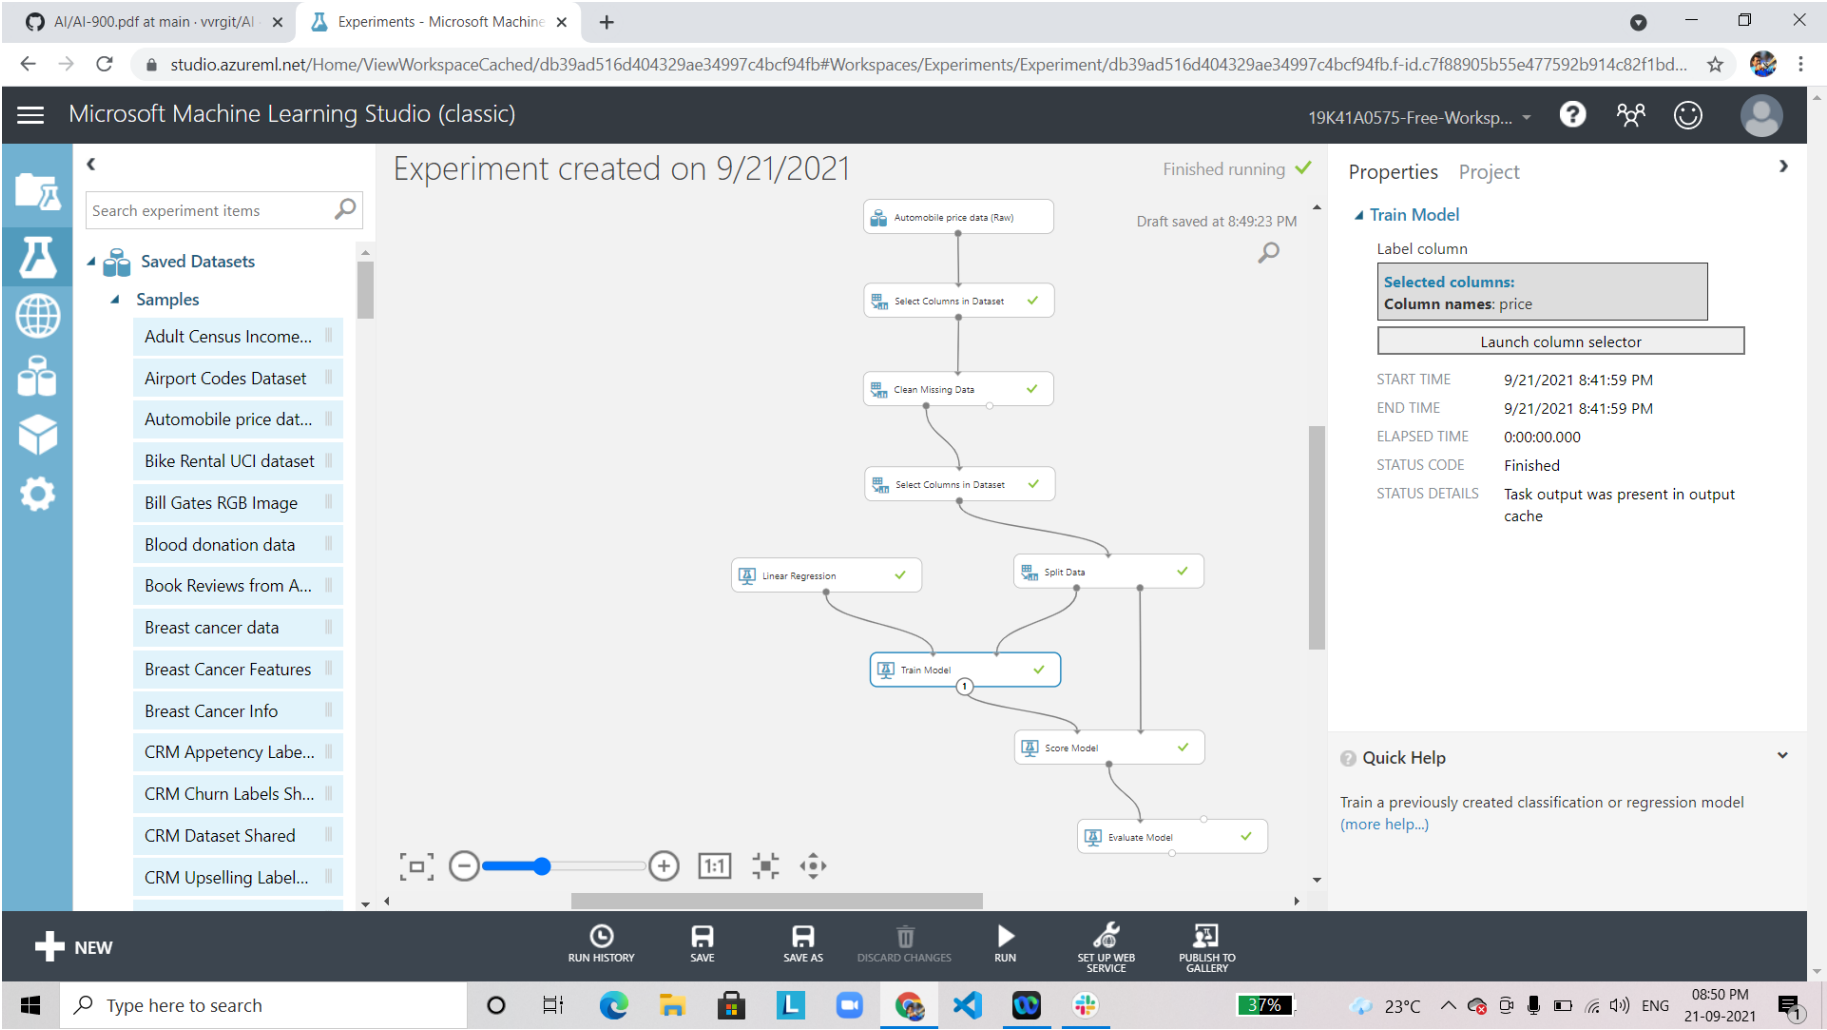 AI/AI-900.pdf at main · vvrgit/AI
Experiments - Microsoft Machine
studio.azureml.net/Home/ViewWorkspaceCached/db39ad516d404329ae34997c4bcf94fb#Workspaces/Experiments/Experiment/db39ad516d404329ae34997c4bcf94fb.f-id.c7f88905b55e477592b914c82f1bd...
Microsoft Machine Learning Studio (classic)
19K41A0575-Free-Worksp...
Search experiment items
Saved Datasets
Samples
Adult Census Income...
Airport Codes Dataset
Automobile price dat...
Bike Rental UCI dataset
Bill Gates RGB Image
Blood donation data
Book Reviews from A...
Breast cancer data
Breast Cancer Features
Breast Cancer Info
CRM Appetency Labe...
CRM Churn Labels Sh...
CRM Dataset Shared
CRM Upselling Label...
Experiment created on 9/21/2021
Finished running
Draft saved at 8:49:23 PM
Automobile price data (Raw)
Select Columns in Dataset
Clean Missing Data
Select Columns in Dataset
Linear Regression
Split Data
Train Model
1
Score Model
Evaluate Model
1:1
Properties Project
Train Model
Label column
Selected columns:
Column names: price
Launch column selector
START TIME 9/21/2021 8:41:59 PM
END TIME 9/21/2021 8:41:59 PM
ELAPSED TIME 0:00:00.000
STATUS CODE Finished
STATUS DETAILS Task output was present in output
cache
Quick Help
Train a previously created classification or regression model
(more help...)
NEW
RUN HISTORY
SAVE
SAVE AS
DISCARD CHANGES
RUN
SET UP WEB
SERVICE
PUBLISH TO
GALLERY
Type here to search
L
37%
23°C
ENG
08:50 PM
21-09-2021
1